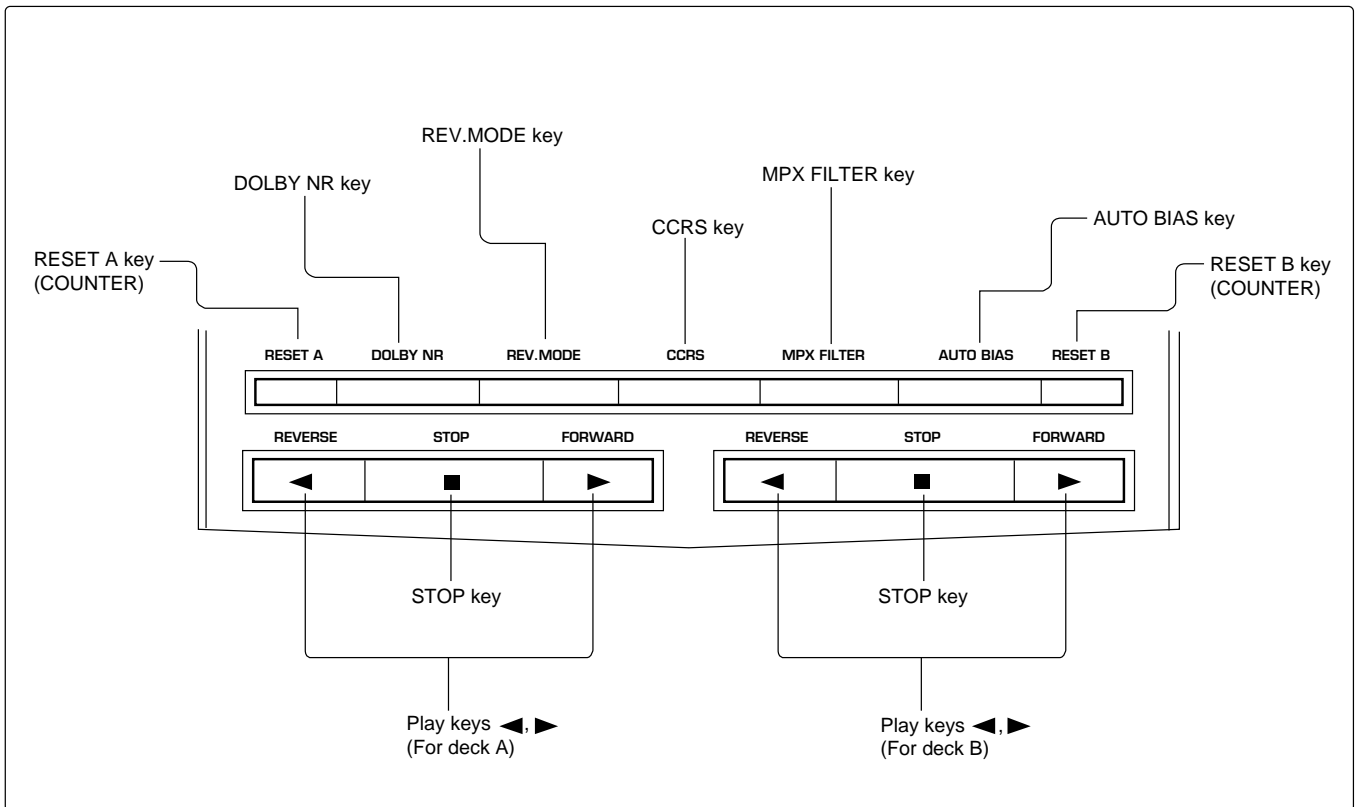 REV.MODE key
MPX FILTER key
DOLBY NR key
AUTO BIAS key
CCRS key
RESET A key
(COUNTER)
RESET B key
(COUNTER)
RESET A DOLBY NR REV.MODE CCRS MPX FILTER AUTO BIAS RESET B
REVERSE STOP FORWARD REVERSE STOP FORWARD
◀ ■ ▶ ◀ ■ ▶
STOP key STOP key
Play keys ◀, ▶
(For deck A)
Play keys ◀, ▶
(For deck B)